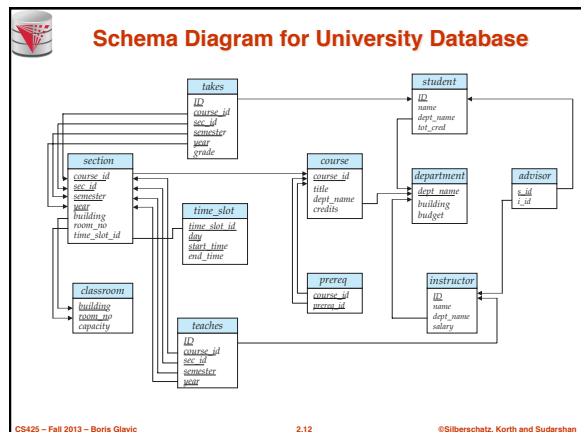 Schema Diagram for University Database
takes
ID
course_id
sec_id
semester
year
grade
student
ID
name
dept_name
tot_cred
section
course_id
sec_id
semester
year
building
room_no
time_slot_id
course
course_id
title
dept_name
credits
department
dept_name
building
budget
advisor
s_id
i_id
time_slot
time_slot_id
day
start_time
end_time
classroom
building
room_no
capacity
prereq
course_id
prereq_id
instructor
ID
name
dept_name
salary
teaches
ID
course_id
sec_id
semester
year
CS425 – Fall 2013 – Boris Glavic
2.12
©Silberschatz, Korth and Sudarshan